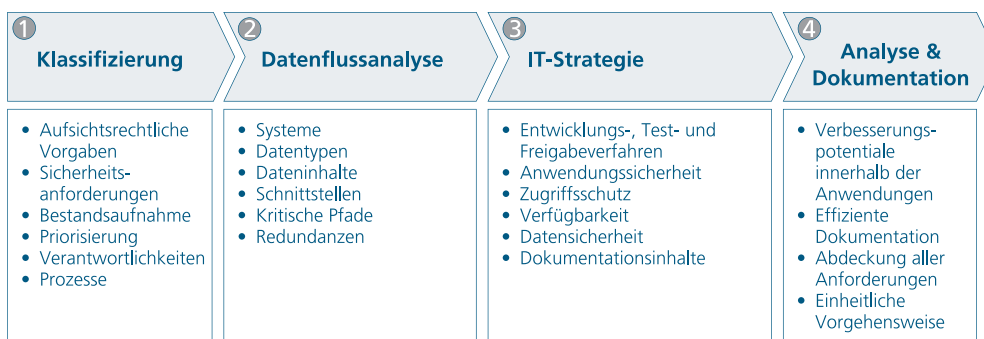 1
Klassifizierung
• Aufsichtsrechtliche
Vorgaben
• Sicherheits-
anforderungen
• Bestandsaufnahme
• Priorisierung
• Verantwortlichkeiten
• Prozesse
2
Datenflussanalyse
• Systeme
• Datentypen
• Dateninhalte
• Schnittstellen
• Kritische Pfade
• Redundanzen
3
IT-Strategie
• Entwicklungs-, Test- und
Freigabeverfahren
• Anwendungssicherheit
• Zugriffsschutz
• Verfügbarkeit
• Datensicherheit
• Dokumentationsinhalte
4
Analyse &
Dokumentation
• Verbesserungs-
potentiale
innerhalb der
Anwendungen
• Effiziente
Dokumentation
• Abdeckung aller
Anforderungen
• Einheitliche
Vorgehensweise